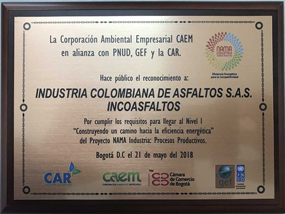 La Corporación Ambiental Empresarial CAEM
en alianza con PNUD, GEF y la CAR.
NAMA
Hace público el reconocimiento a:
INDUSTRIA COLOMBIANA DE ASFALTOS S.A.S.
INCOASFALTOS
Por cumplir los requisitos para llegar al Nivel I
"Construyendo un camino hacia la eficiencia energética"
del Proyecto NAMA Industria: Procesos Productivos.
Bogotá D.C el 21 de mayo del 2018
CAR
caem
Cámara
de Comercio
de Bogotá
gef